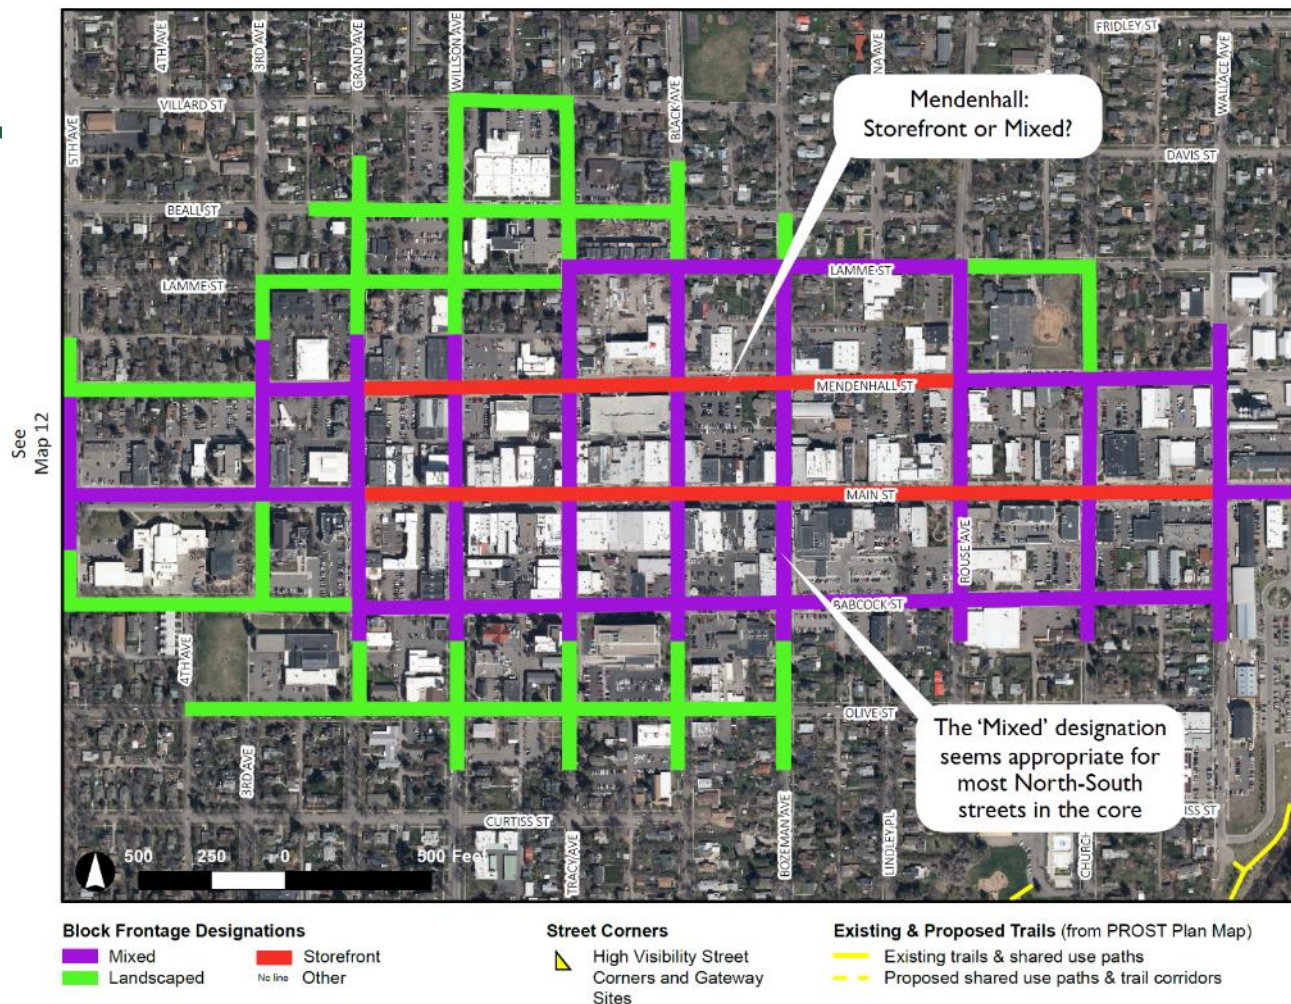 FRIDLEY ST
4TH AVE
3RD AVE
GRAND AVE
WILLSON AVE
BLACK AVE
NA AVE
WALLACE AVE
VILLARD ST
5TH AVE
Mendenhall:
Storefront or Mixed?
DAVIS ST
BEALL ST
LAMME ST
LAMME ST
MENDENHALL ST
See
Map 12
MAIN ST
ROUSE AVE
BABCOCK ST
4TH AVE
OLIVE ST
The ‘Mixed’ designation
seems appropriate for
most North-South
streets in the core
3RD AVE
CURTISS ST
ISS ST
TRACY AVE
BOZEMAN AVE
LINDLEY PL
CHURCH
500 250 0 500 Feet
Block Frontage Designations
Mixed
Landscaped
Storefront
No line Other
Street Corners
High Visibility Street
Corners and Gateway
Sites
Existing & Proposed Trails (from PROST Plan Map)
Existing trails & shared use paths
Proposed shared use paths & trail corridors